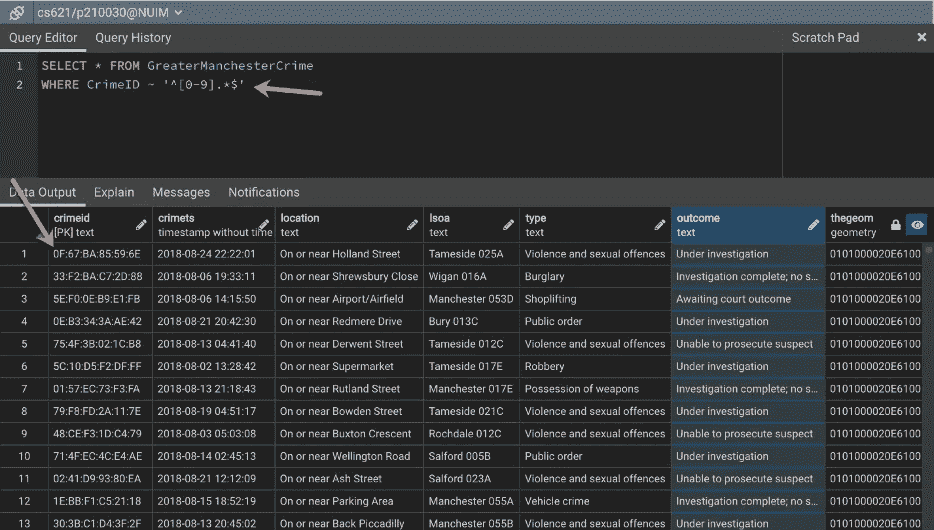 cs621/p210030@NUIM
Query Editor Query History Scratch Pad
1 SELECT * FROM GreaterManchesterCrime
2 WHERE CrimeID ~ '^[0-9].*$'
Data Output Explain Messages Notifications
crimeid crimets location lsoa type outcome thegeom
[PK] text timestamp without time text text text text geometry
1 0F:67:BA:85:59:6E 2018-08-24 22:22:01 On or near Holland Street Tameside 025A Violence and sexual offences Under investigation 0101000020E6100
2 33:F2:BA:C7:2D:88 2018-08-06 19:33:11 On or near Shrewsbury Close Wigan 016A Burglary Investigation complete; no s... 0101000020E6100
3 5E:F0:0E:B9:E1:FB 2018-08-06 14:15:50 On or near Airport/Airfield Manchester 053D Shoplifting Awaiting court outcome 0101000020E6100
4 0E:B3:34:3A:AE:42 2018-08-21 20:42:30 On or near Redmere Drive Bury 013C Public order Under investigation 0101000020E6100
5 75:4F:3B:02:1C:B8 2018-08-13 04:41:40 On or near Derwent Street Tameside 012C Violence and sexual offences Unable to prosecute suspect 0101000020E6100
6 5C:10:D5:F2:DF:FF 2018-08-02 13:28:42 On or near Supermarket Tameside 017E Robbery Under investigation 0101000020E6100
7 01:57:EC:73:F3:FA 2018-08-13 21:18:43 On or near Rutland Street Manchester 017E Possession of weapons Investigation complete; no s... 0101000020E6100
8 79:F8:FD:2A:11:7E 2018-08-19 04:51:17 On or near Bowden Street Tameside 021C Violence and sexual offences Under investigation 0101000020E6100
9 48:CE:F3:1D:C4:79 2018-08-03 05:03:08 On or near Buxton Crescent Rochdale 012C Violence and sexual offences Unable to prosecute suspect 0101000020E6100
10 71:4F:EC:4C:E4:AE 2018-08-14 02:45:13 On or near Wellington Road Salford 005B Public order Under investigation 0101000020E6100
11 02:41:D9:93:80:EA 2018-08-21 12:12:09 On or near Ash Street Salford 023A Violence and sexual offences Unable to prosecute suspect 0101000020E6100
12 1E:BB:F1:C5:21:18 2018-08-15 18:52:19 On or near Parking Area Manchester 055A Vehicle crime Investigation complete; no s... 0101000020E6100
13 30:3B:C1:D4:3F:2F 2018-08-13 20:45:02 On or near Back Piccadilly Manchester 055B Violence and sexual offences Under investigation 0101000020E6100